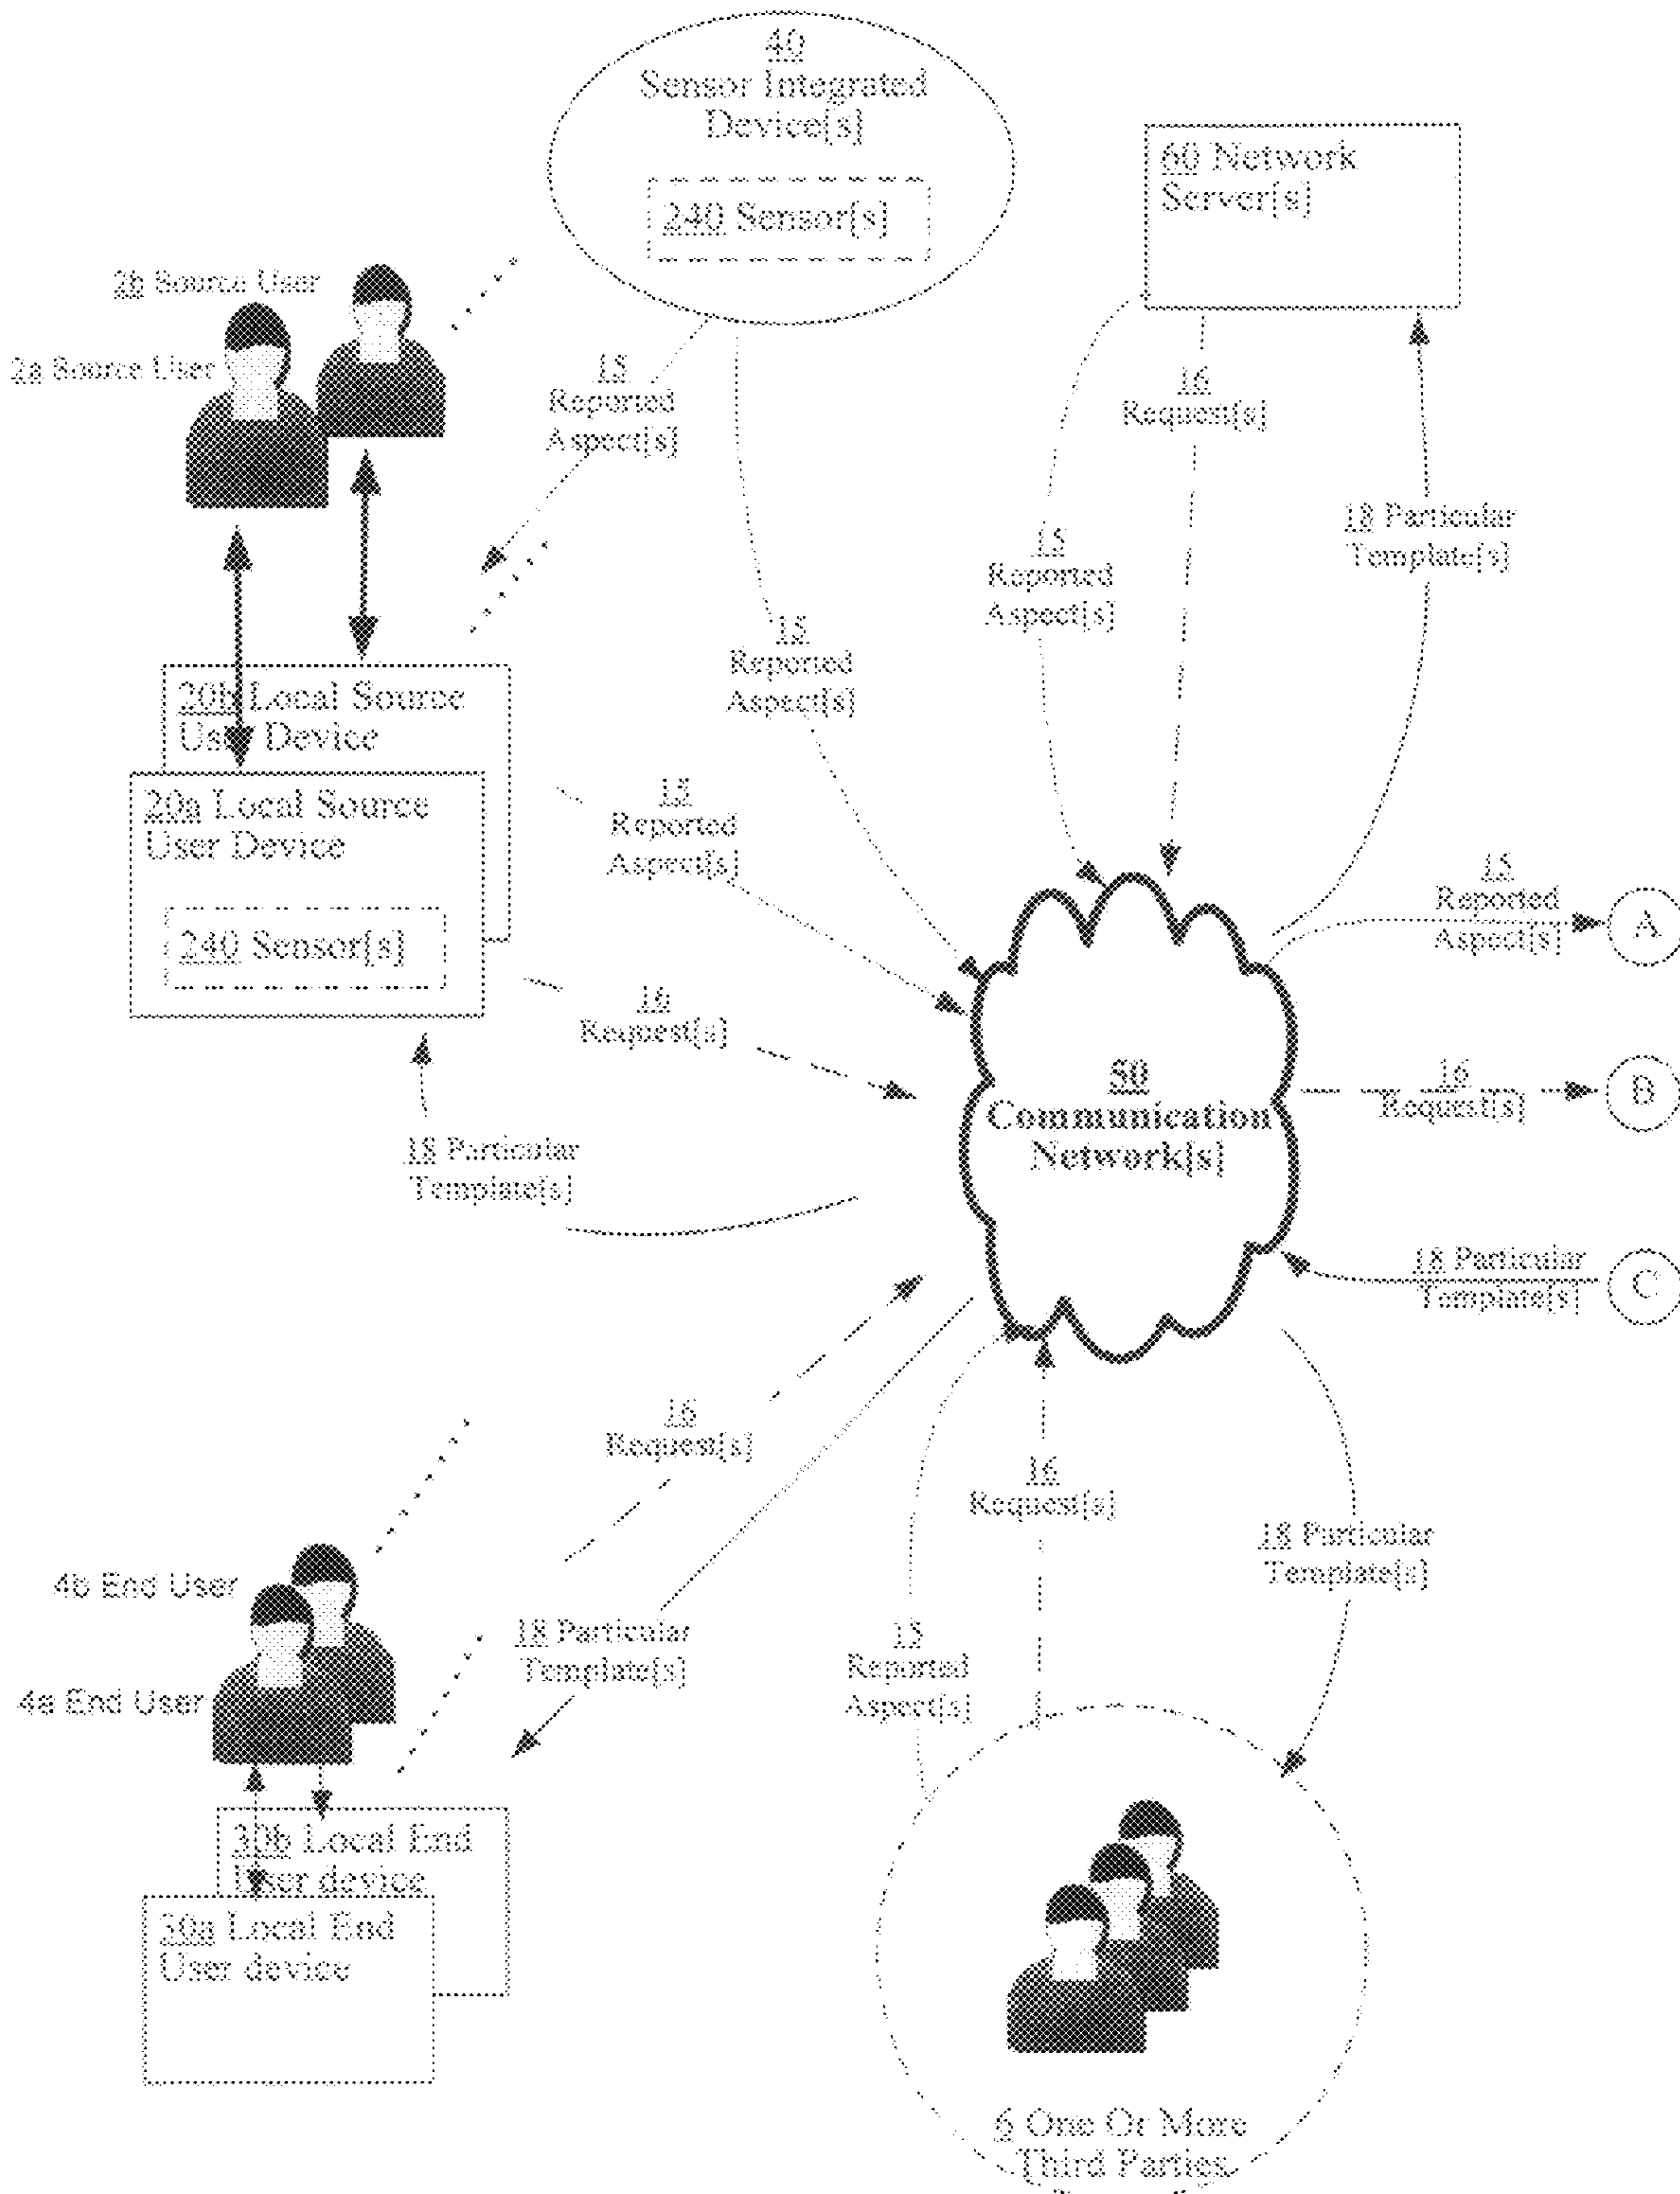 40
Sensor Integrated
Device[s]
240 Sensor[s]
60 Network
Server[s]
2b Source User
2a Source User
15
Reported
Aspect[s]
16
Request[s]
18 Particular
Template[s]
15
Reported
Aspect[s]
15
Reported
Aspect[s]
20b Local Source
User Device
20a Local Source
User Device
240 Sensor[s]
15
Reported
Aspect[s]
15
Reported
Aspect[s]
A
16
Request[s]
50
Communication
Network[s]
16
Request[s]
B
18 Particular
Template[s]
18 Particular
Template[s]
C
16
Request[s]
16
Request[s]
18 Particular
Template[s]
4b End User
4a End User
18 Particular
Template[s]
15
Reported
Aspect[s]
30b Local End
User device
30a Local End
User device
6 One Or More
Third Parties